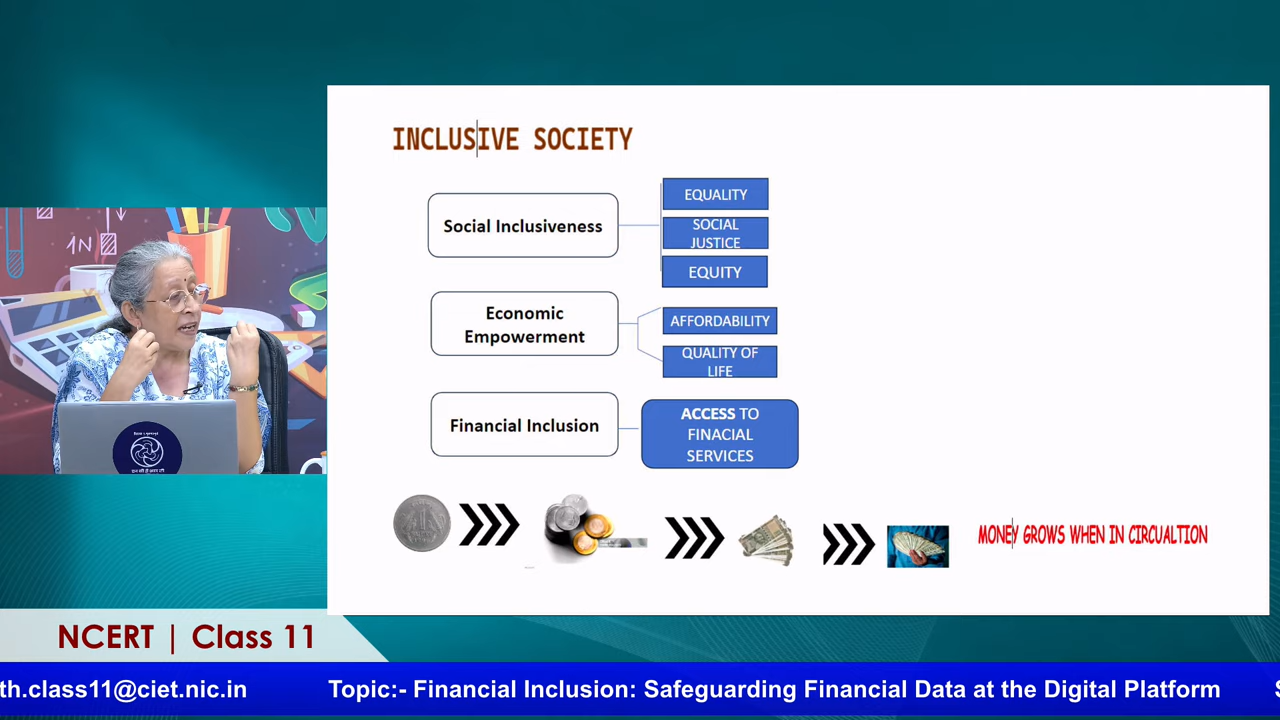 INCLUSIVE SOCIETY
Social Inclusiveness
EQUALITY
SOCIAL
JUSTICE
EQUITY
Economic
Empowerment
AFFORDABILITY
QUALITY OF
LIFE
Financial Inclusion
ACCESS TO
FINACIAL
SERVICES
MONEY GROWS WHEN IN CIRCUALTION
1N
NCERT | Class 11
th.class11@ciet.nic.in
Topic:- Financial Inclusion: Safeguarding Financial Data at the Digital Platform